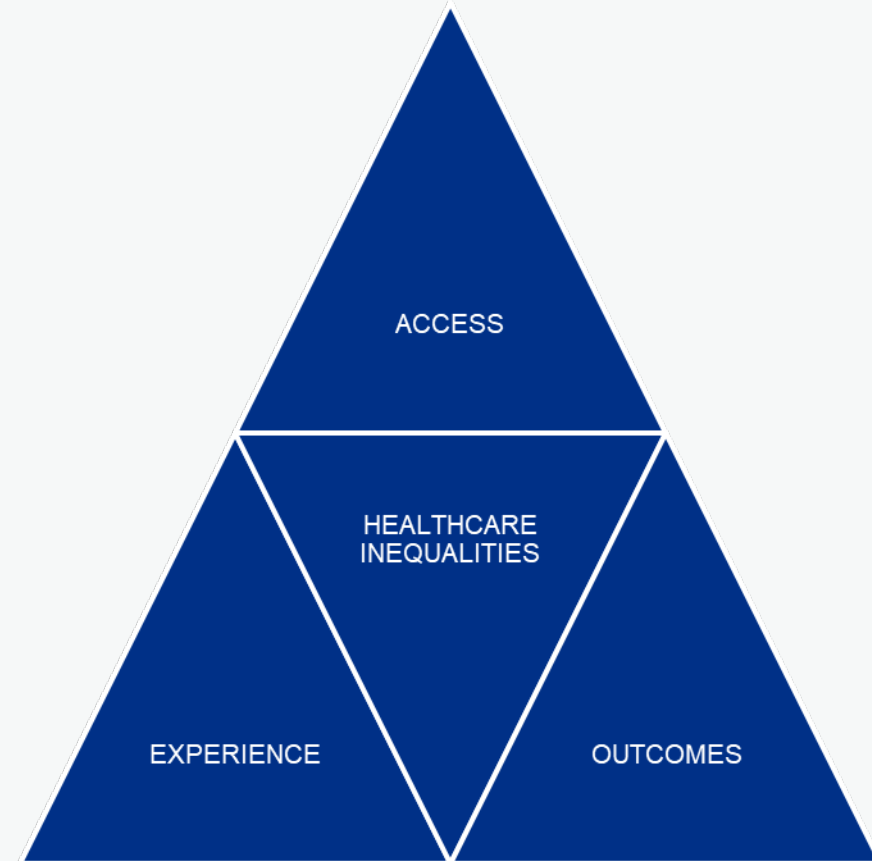 ACCESS
HEALTHCARE
INEQUALITIES
EXPERIENCE
OUTCOMES